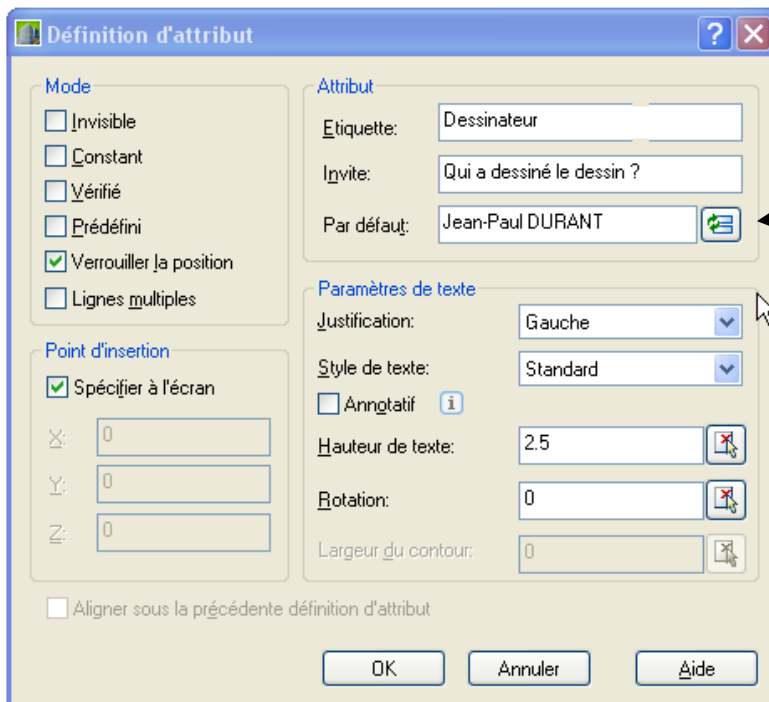 Définition d'attribut
Mode
Invisible
Constant
Vérifié
Prédéfini
Verrouiller la position
Lignes multiples
Point d'insertion
Spécifier à l'écran
X: 0
Y: 0
Z: 0
Attribut
Etiquette: Dessinateur
Invite: Qui a dessiné le dessin ?
Par défaut: Jean-Paul DURANT
Paramètres de texte
Justification: Gauche
Style de texte: Standard
Annotatif i
Hauteur de texte: 2.5
Rotation: 0
Largeur du contour: 0
Aligner sous la précédente définition d'attribut
OK Annuler Aide